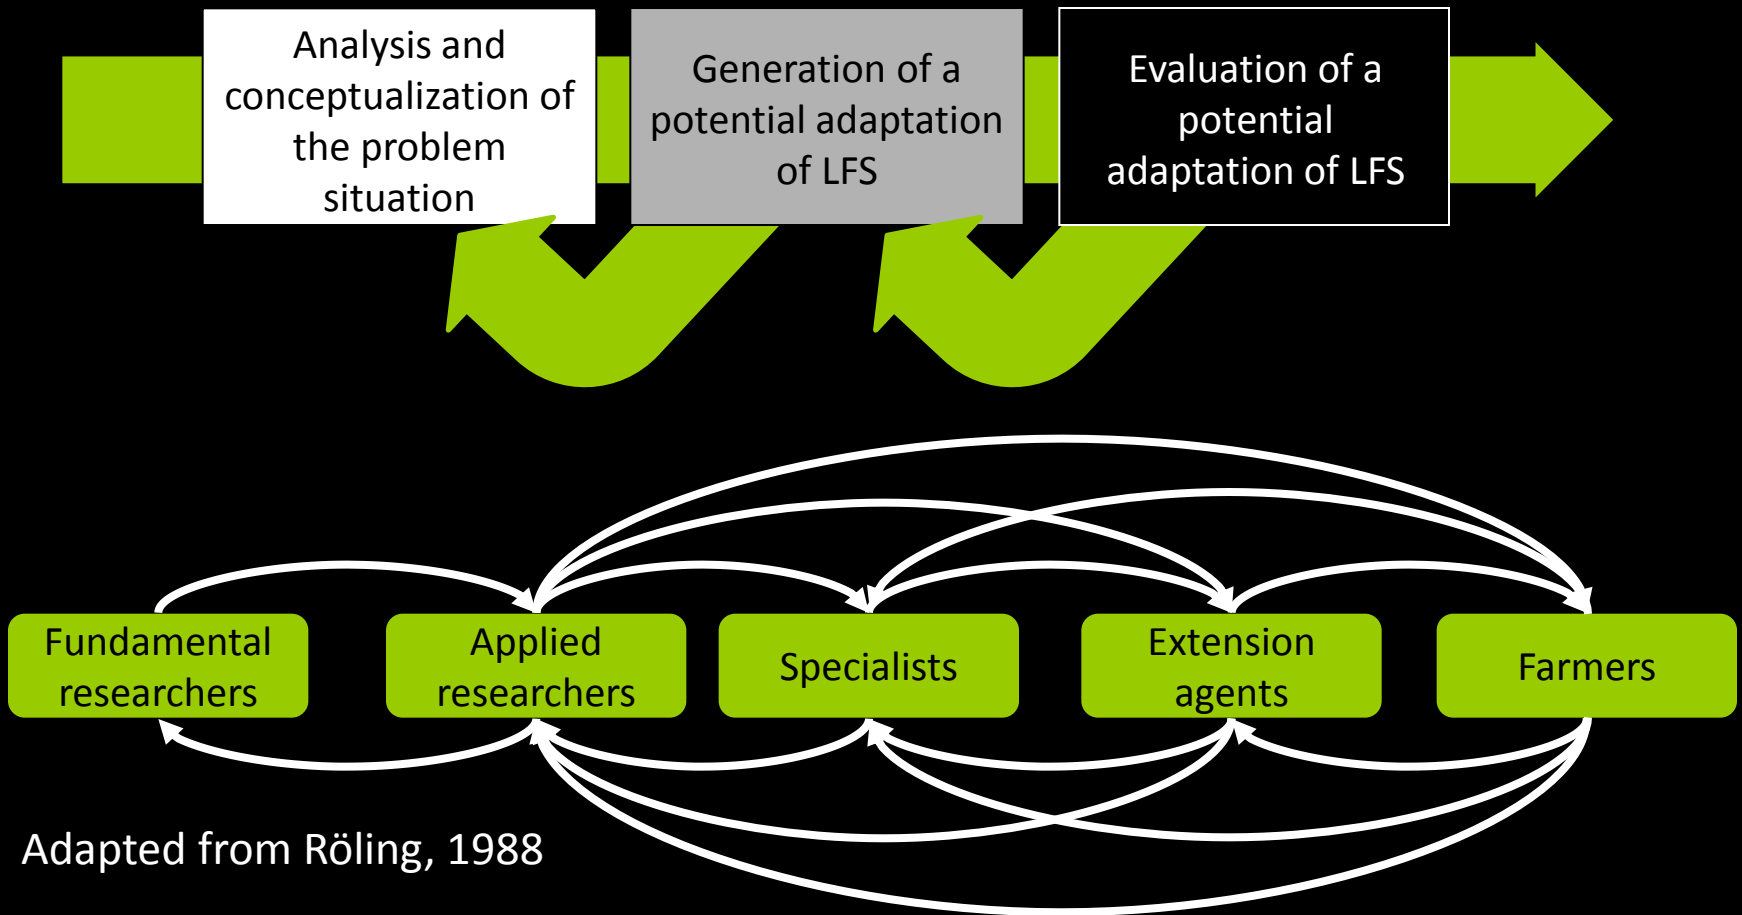 Analysis and
conceptualization of
the problem
situation
Generation of a
potential adaptation
of LFS
Evaluation of a
potential
adaptation of LFS
Fundamental
researchers
Applied
researchers
Specialists
Extension
agents
Farmers
Adapted from Röling, 1988